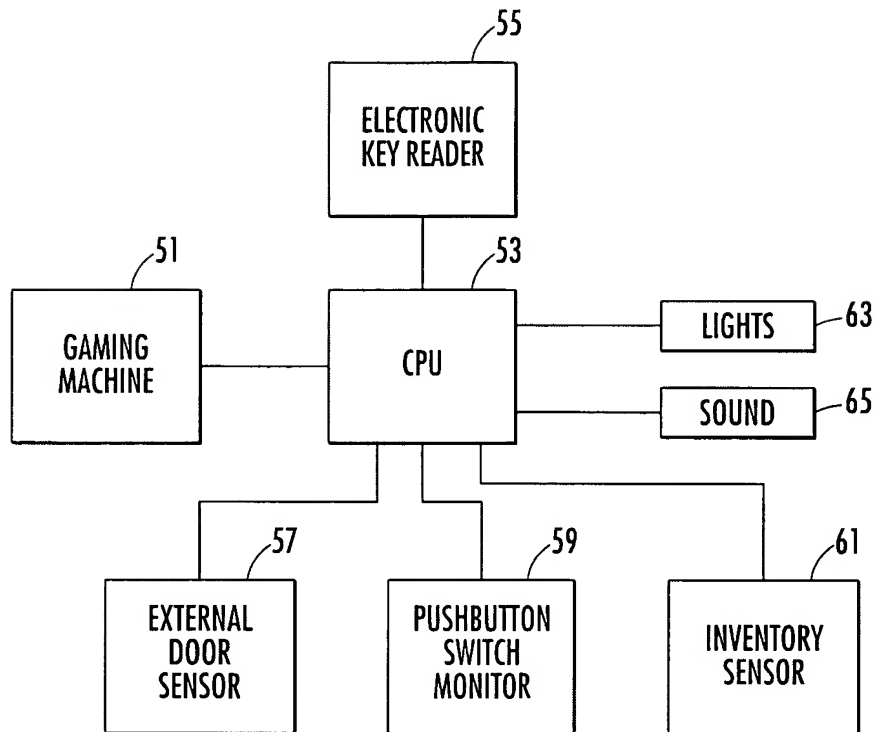 55
ELECTRONIC
KEY READER
51
53
GAMING
MACHINE
CPU
LIGHTS
63
SOUND
65
57
59
61
EXTERNAL
DOOR
SENSOR
PUSHBUTTON
SWITCH
MONITOR
INVENTORY
SENSOR